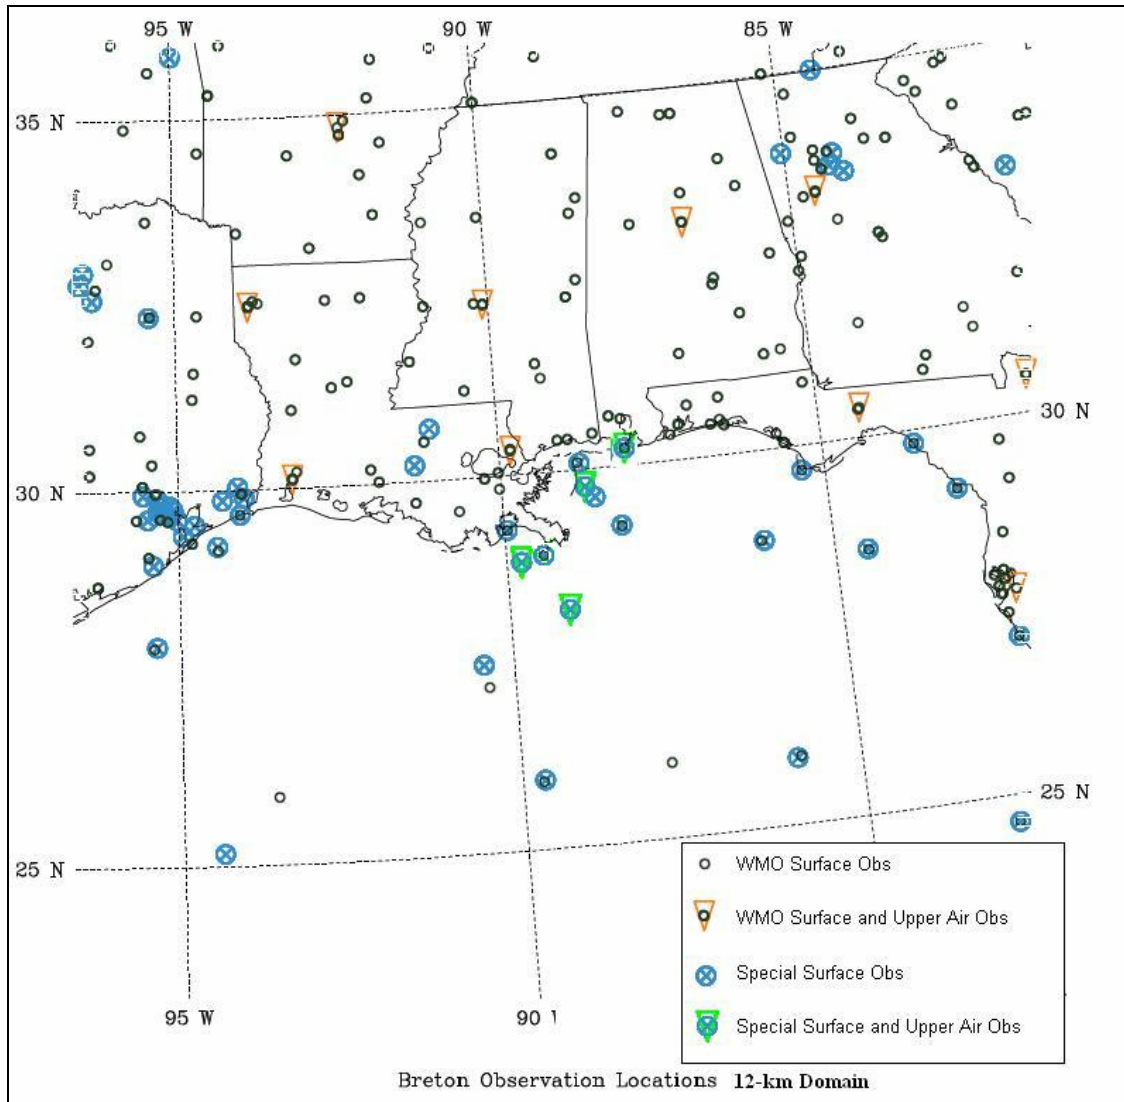 95 W
90 W
85 W
35 N
30 N
30 N
25 N
25 N
WMO Surface Obs
WMO Surface and Upper Air Obs
Special Surface Obs
Special Surface and Upper Air Obs
95 W
90
Breton Observation Locations 12-km Domain